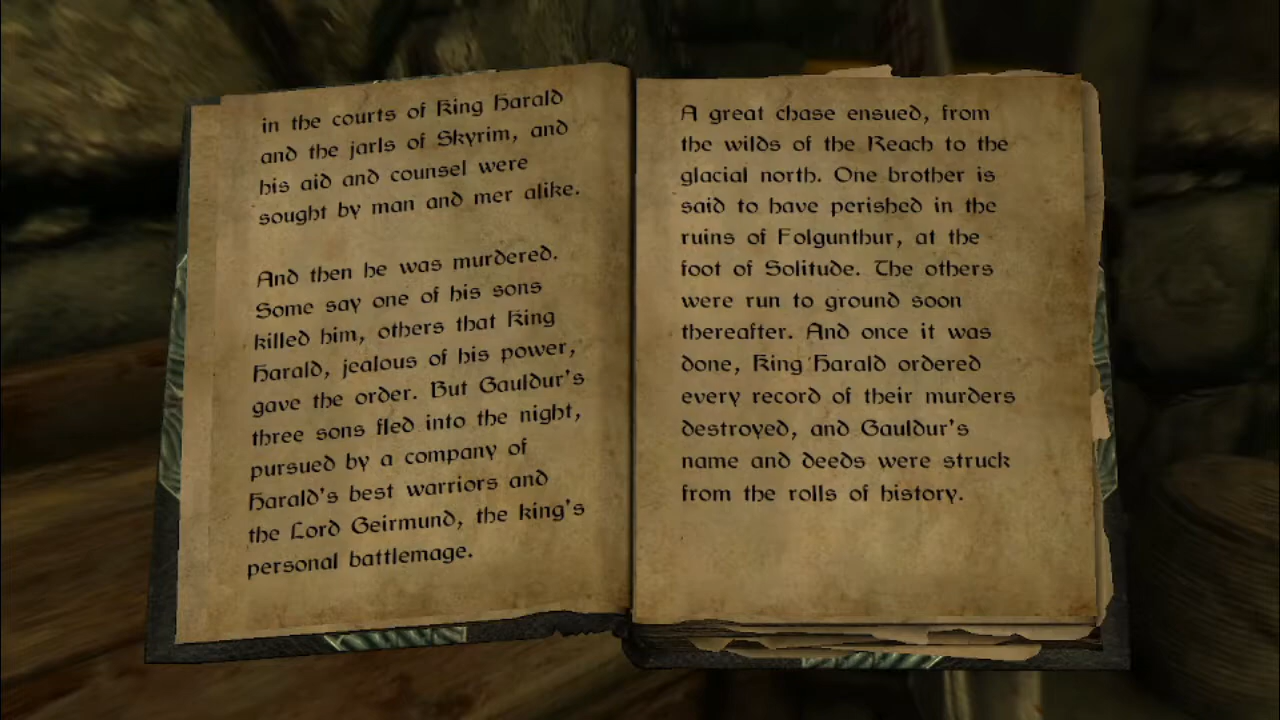 in the courts of King Harald
and the jarls of Skyrim, and
his aid and counsel were
sought by man and mer alike.
And then he was murdered.
Some say one of his sons
killed him, others that King
Harald, jealous of his power,
gave the order. But Gauldur's
three sons fled into the night,
pursued by a company of
Harald's best warriors and
the Lord Geirmund, the king's
personal battlemage.
A great chase ensued, from
the wilds of the Reach to the
glacial north. One brother is
said to have perished in the
ruins of Folgunthur, at the
foot of Solitude. The others
were run to ground soon
thereafter. And once it was
done, King Harald ordered
every record of their murders
destroyed, and Gauldur's
name and deeds were struck
from the rolls of history.